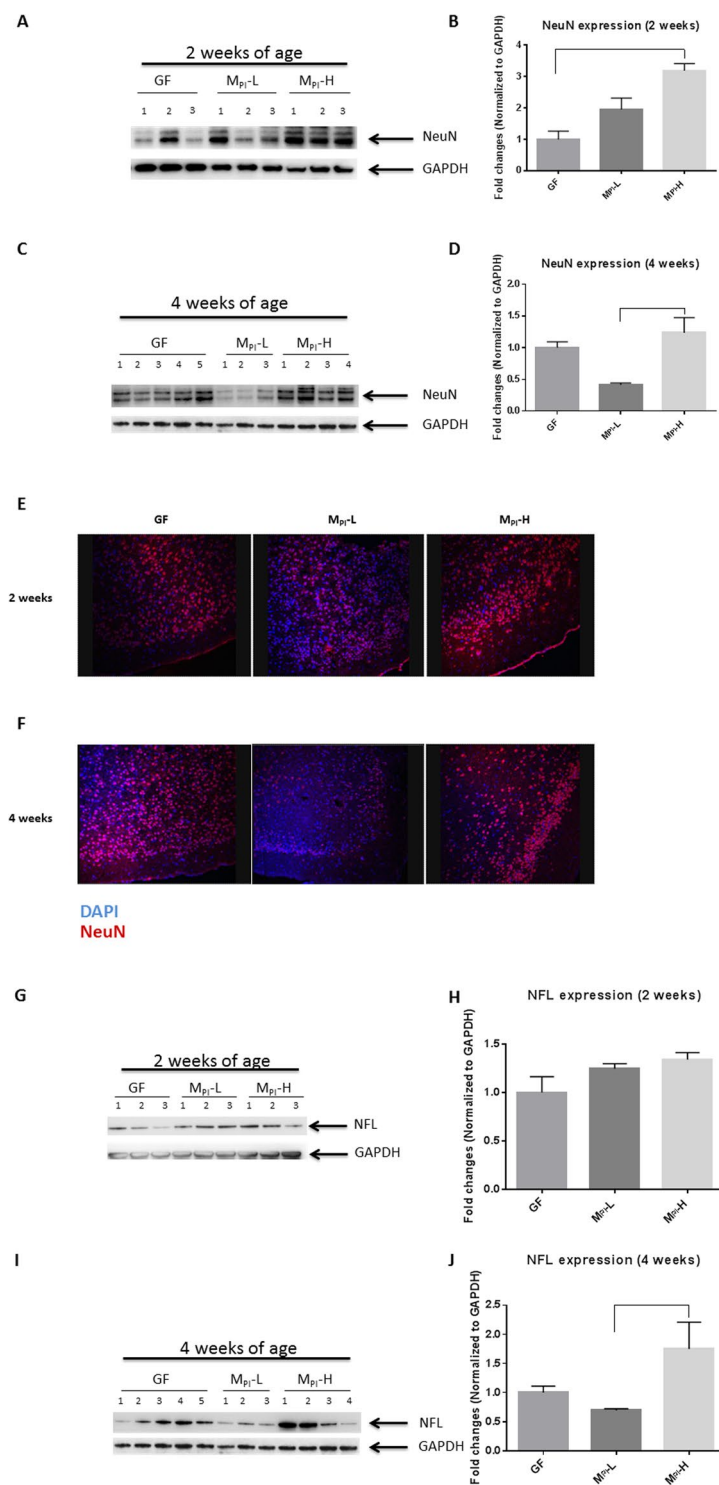 A
2 weeks of age
GF MPI-L MPI-H
1 2 3 1 2 3 1 2 3
NeuN
GAPDH
B
NeuN expression (2 weeks)
Fold changes (Normalized to GAPDH)
4
3
2
1
0
GF MPI-L MPI-H
C
4 weeks of age
GF MPI-L MPI-H
1 2 3 4 5 1 2 3 1 2 3 4
NeuN
GAPDH
D
NeuN expression (4 weeks)
Fold changes (Normalized to GAPDH)
2.0
1.5
1.0
0.5
0.0
GF MPI-L MPI-H
E
GF MPI-L MPI-H
2 weeks
F
4 weeks
DAPI
NeuN
G
2 weeks of age
GF MPI-L MPI-H
1 2 3 1 2 3 1 2 3
NFL
GAPDH
H
NFL expression (2 weeks)
Fold changes (Normalized to GAPDH)
1.5
1.0
0.5
0.0
GF MPI-L MPI-H
I
4 weeks of age
GF MPI-L MPI-H
1 2 3 4 5 1 2 3 1 2 3 4
NFL
GAPDH
J
NFL expression (4 weeks)
Fold changes (Normalized to GAPDH)
2.5
2.0
1.5
1.0
0.5
0.0
GF MPI-L MPI-H